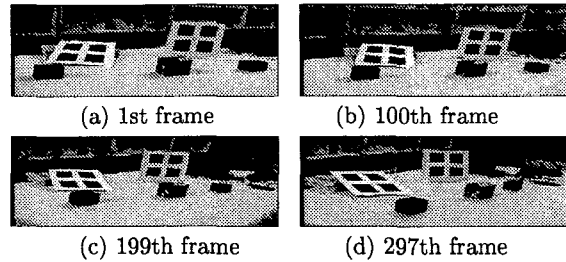 (a) 1st frame
(b) 100th frame
(c) 199th frame
(d) 297th frame